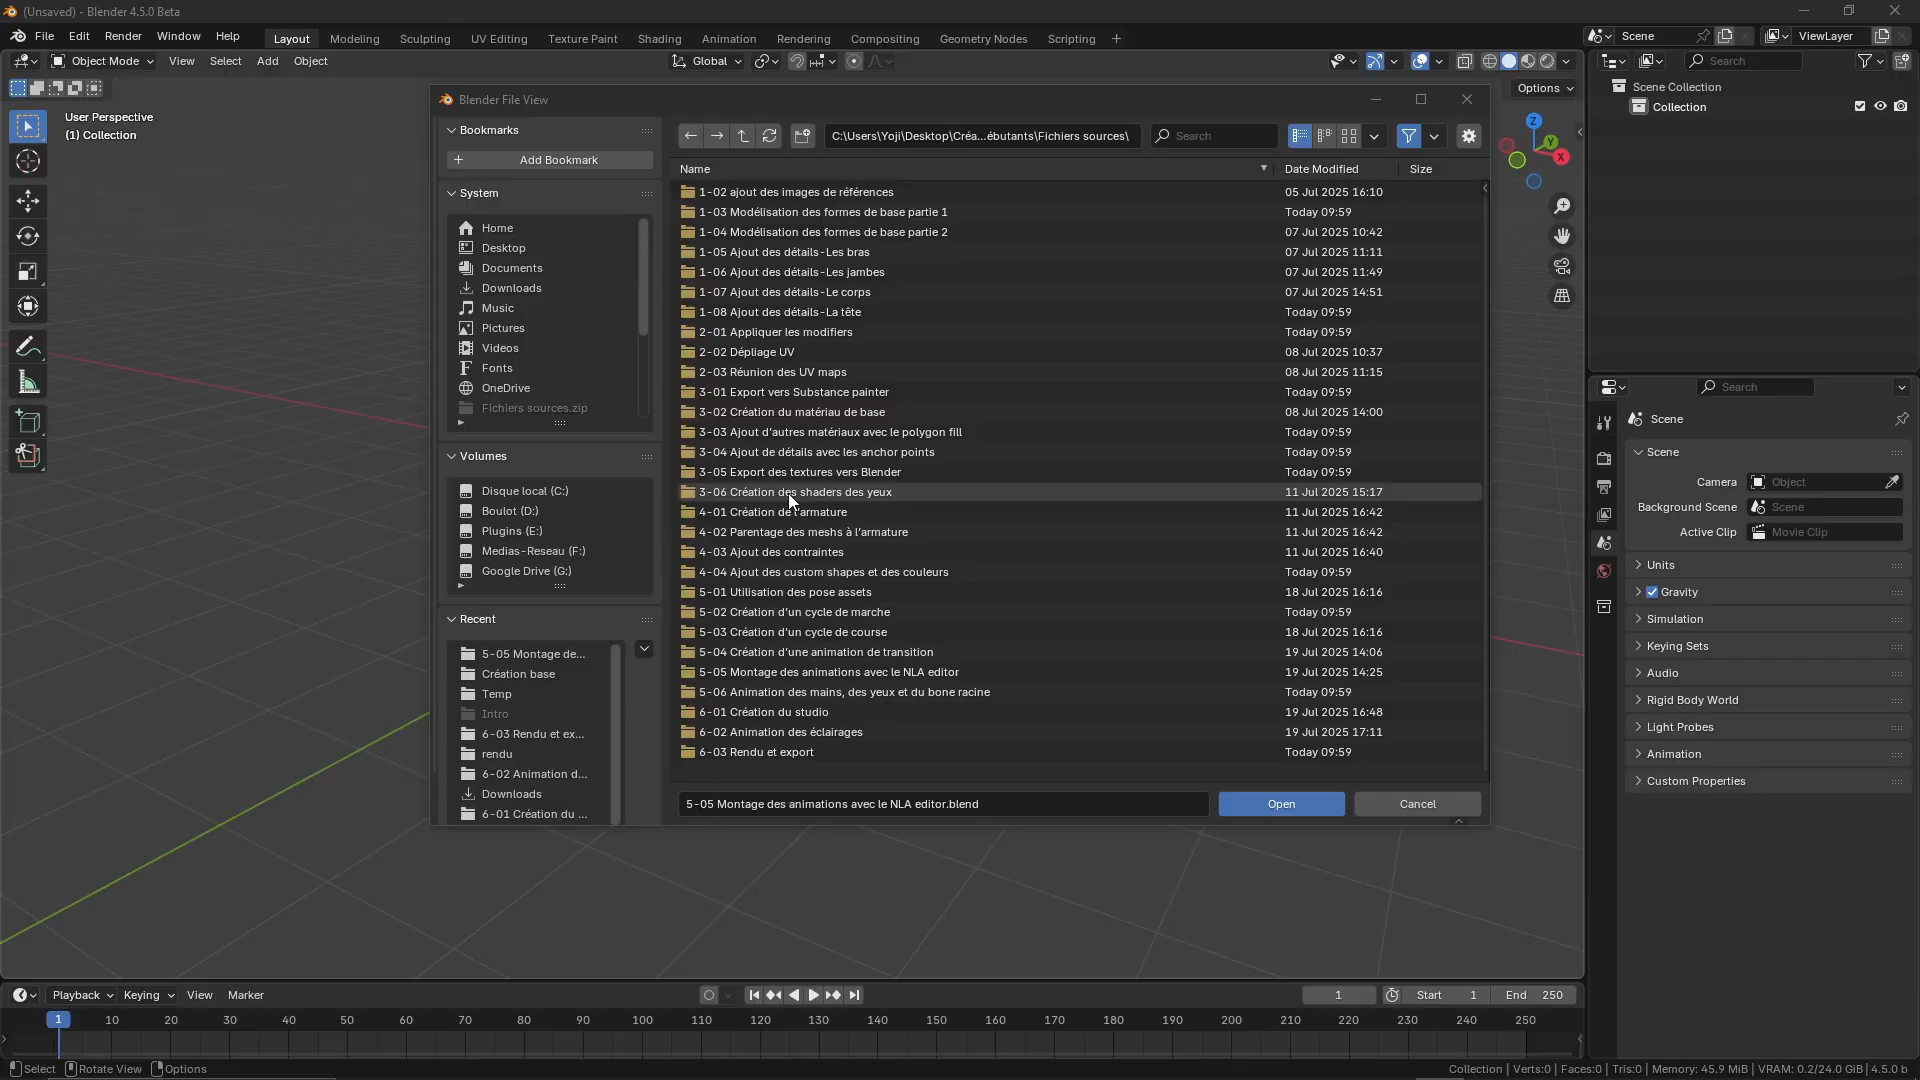 (Unsaved) - Blender 4.5.0 Beta
File Edit Render Window Help
Layout Modeling Sculpting UV Editing Texture Paint Shading Animation Rendering Compositing Geometry Nodes Scripting +
Scene
ViewLayer
Object Mode View Select Add Object
Global
Search
Options
User Perspective
(1) Collection
Z
Y
X
Scene Collection
Collection
Blender File View
Bookmarks
+ Add Bookmark
System
Home
Desktop
Documents
Downloads
Music
Pictures
Videos
Fonts
OneDrive
Fichiers sources.zip
Volumes
Disque local (C:)
Boulot (D:)
Plugins (E:)
Medias-Reseau (F:)
Google Drive (G:)
Recent
5-05 Montage de...
Création base
Temp
Intro
6-03 Rendu et ex...
rendu
6-02 Animation d...
Downloads
6-01 Création du ...
C:\Users\Yoji\Desktop\Créa...ébutants\Fichiers sources\
Search
Name Date Modified Size
1-02 ajout des images de références 05 Jul 2025 16:10
1-03 Modélisation des formes de base partie 1 Today 09:59
1-04 Modélisation des formes de base partie 2 07 Jul 2025 10:42
1-05 Ajout des détails-Les bras 07 Jul 2025 11:11
1-06 Ajout des détails-Les jambes 07 Jul 2025 11:49
1-07 Ajout des détails-Le corps 07 Jul 2025 14:51
1-08 Ajout des détails-La tête Today 09:59
2-01 Appliquer les modifiers Today 09:59
2-02 Dépliage UV 08 Jul 2025 10:37
2-03 Réunion des UV maps 08 Jul 2025 11:15
3-01 Export vers Substance painter Today 09:59
3-02 Création du matériau de base 08 Jul 2025 14:00
3-03 Ajout d'autres matériaux avec le polygon fill Today 09:59
3-04 Ajout de détails avec les anchor points Today 09:59
3-05 Export des textures vers Blender Today 09:59
3-06 Création des shaders des yeux 11 Jul 2025 15:17
4-01 Création de l'armature 11 Jul 2025 16:42
4-02 Parentage des meshs à l'armature 11 Jul 2025 16:42
4-03 Ajout des contraintes 11 Jul 2025 16:40
4-04 Ajout des custom shapes et des couleurs Today 09:59
5-01 Utilisation des pose assets 18 Jul 2025 16:16
5-02 Création d'un cycle de marche Today 09:59
5-03 Création d'un cycle de course 18 Jul 2025 16:16
5-04 Création d'une animation de transition 19 Jul 2025 14:06
5-05 Montage des animations avec le NLA editor 19 Jul 2025 14:25
5-06 Animation des mains, des yeux et du bone racine Today 09:59
6-01 Création du studio 19 Jul 2025 16:48
6-02 Animation des éclairages 19 Jul 2025 17:11
6-03 Rendu et export Today 09:59
5-05 Montage des animations avec le NLA editor.blend
Open
Cancel
Search
Scene
Scene
Camera Object
Background Scene Scene
Active Clip Movie Clip
Units
Gravity
Simulation
Keying Sets
Audio
Rigid Body World
Light Probes
Animation
Custom Properties
Playback Keying View Marker
1 Start 1 End 250
1 10 20 30 40 50 60 70 80 90 100 110 120 130 140 150 160 170 180 190 200 210 220 230 240 250
Select Rotate View Options
Collection | Verts:0 | Faces:0 | Tris:0 | Memory: 45.9 MiB | VRAM: 0.2/24.0 GiB | 4.5.0 b